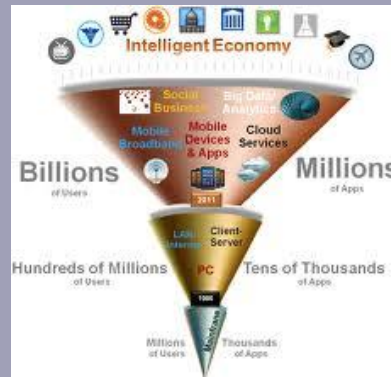 Intelligent Economy
Social
Business
Big Data/
Analytics
Mobile
Broadband
Mobile
Devices
& Apps
Cloud
Services
Billions
of Users
Millions
of Apps
2011
LAN-
Internet
Client-
Server
Hundreds of Millions
of Users
PC
Tens of Thousands
of Apps
1986
Millions
of Users
Mainframe
Thousands
of Apps